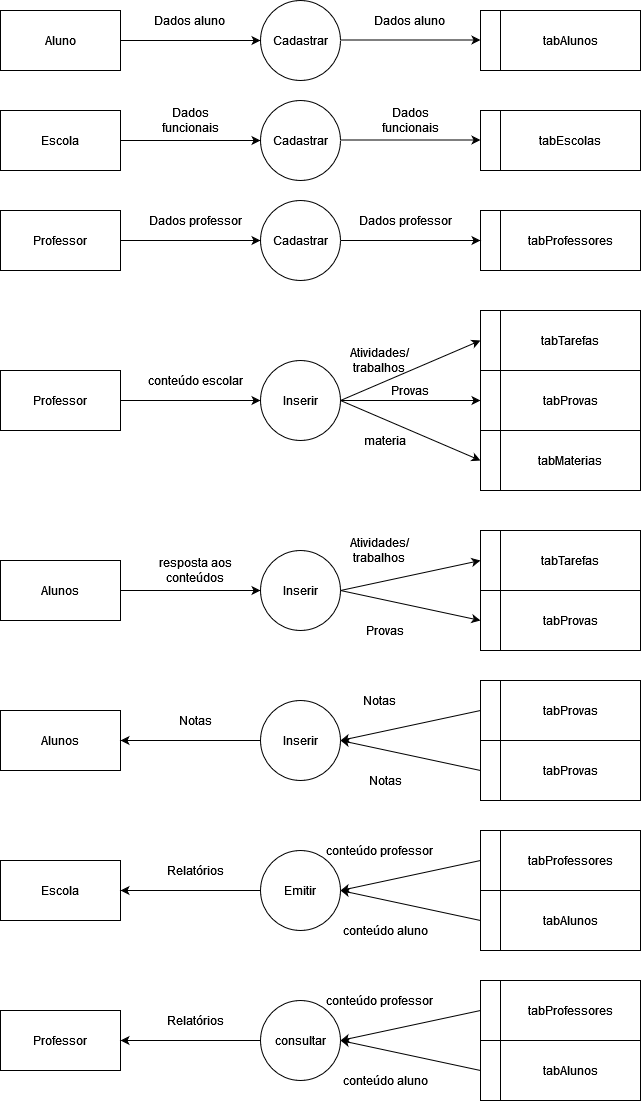 Dados aluno
Dados aluno
Aluno
Cadastrar
tabAlunos
Dados
funcionais
Dados
funcionais
Escola
Cadastrar
tabEscolas
Dados professor
Dados professor
Professor
Cadastrar
tabProfessores
Professor
conteúdo escolar
Inserir
Atividades/
trabalhos
Provas
materia
tabTarefas
tabProvas
tabMaterias
Alunos
resposta aos
conteúdos
Inserir
Atividades/
trabalhos
Provas
tabTarefas
tabProvas
Alunos
Notas
Inserir
Notas
Notas
tabProvas
tabProvas
Escola
Relatórios
Emitir
conteúdo professor
conteúdo aluno
tabProfessores
tabAlunos
Professor
Relatórios
consultar
conteúdo professor
conteúdo aluno
tabProfessores
tabAlunos